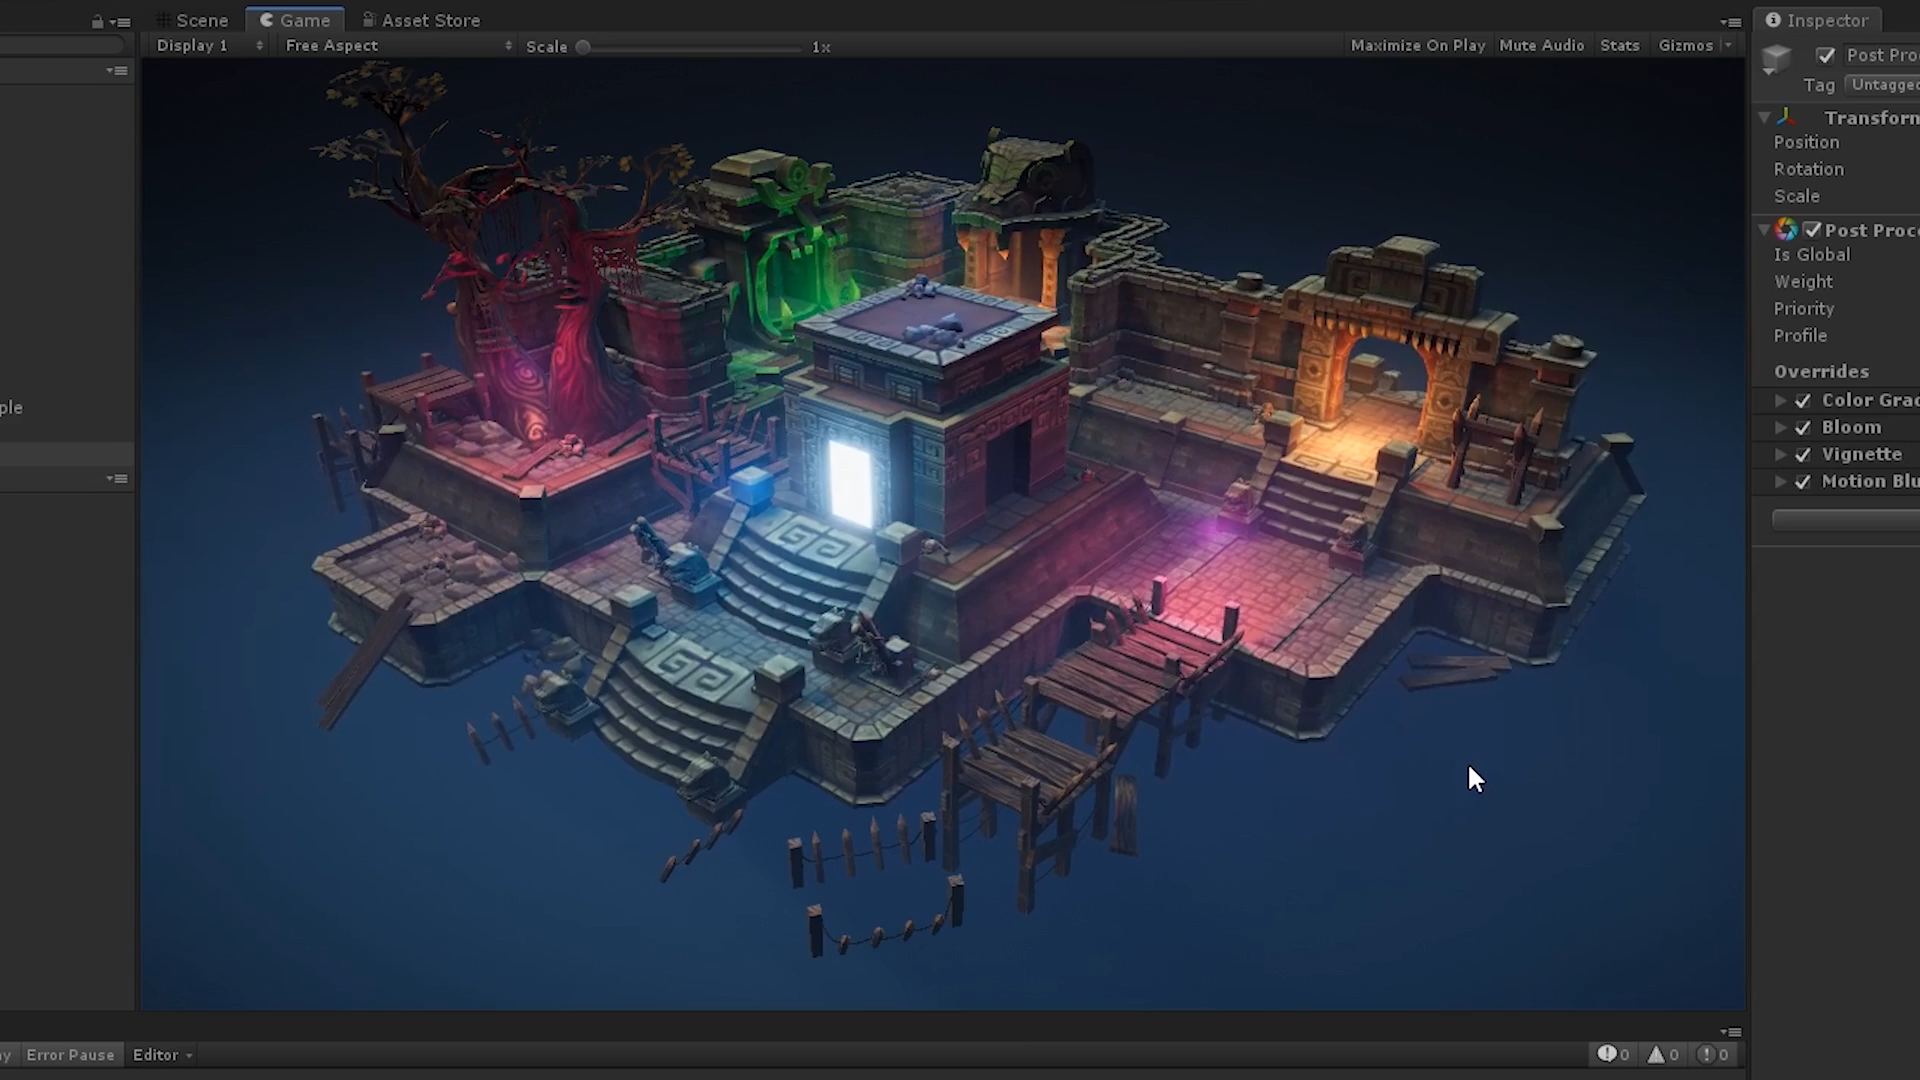 Scene Game Asset Store
Inspector
Display 1 Free Aspect Scale 1x Maximize On Play Mute Audio Stats Gizmos
Post Pro
Tag Untagged
Transform
Position
Rotation
Scale
Post Proc
Is Global
Weight
Priority
Profile
Overrides
Color Grad
ple
Bloom
Vignette
Motion Blu
ay Error Pause Editor 0 0 0